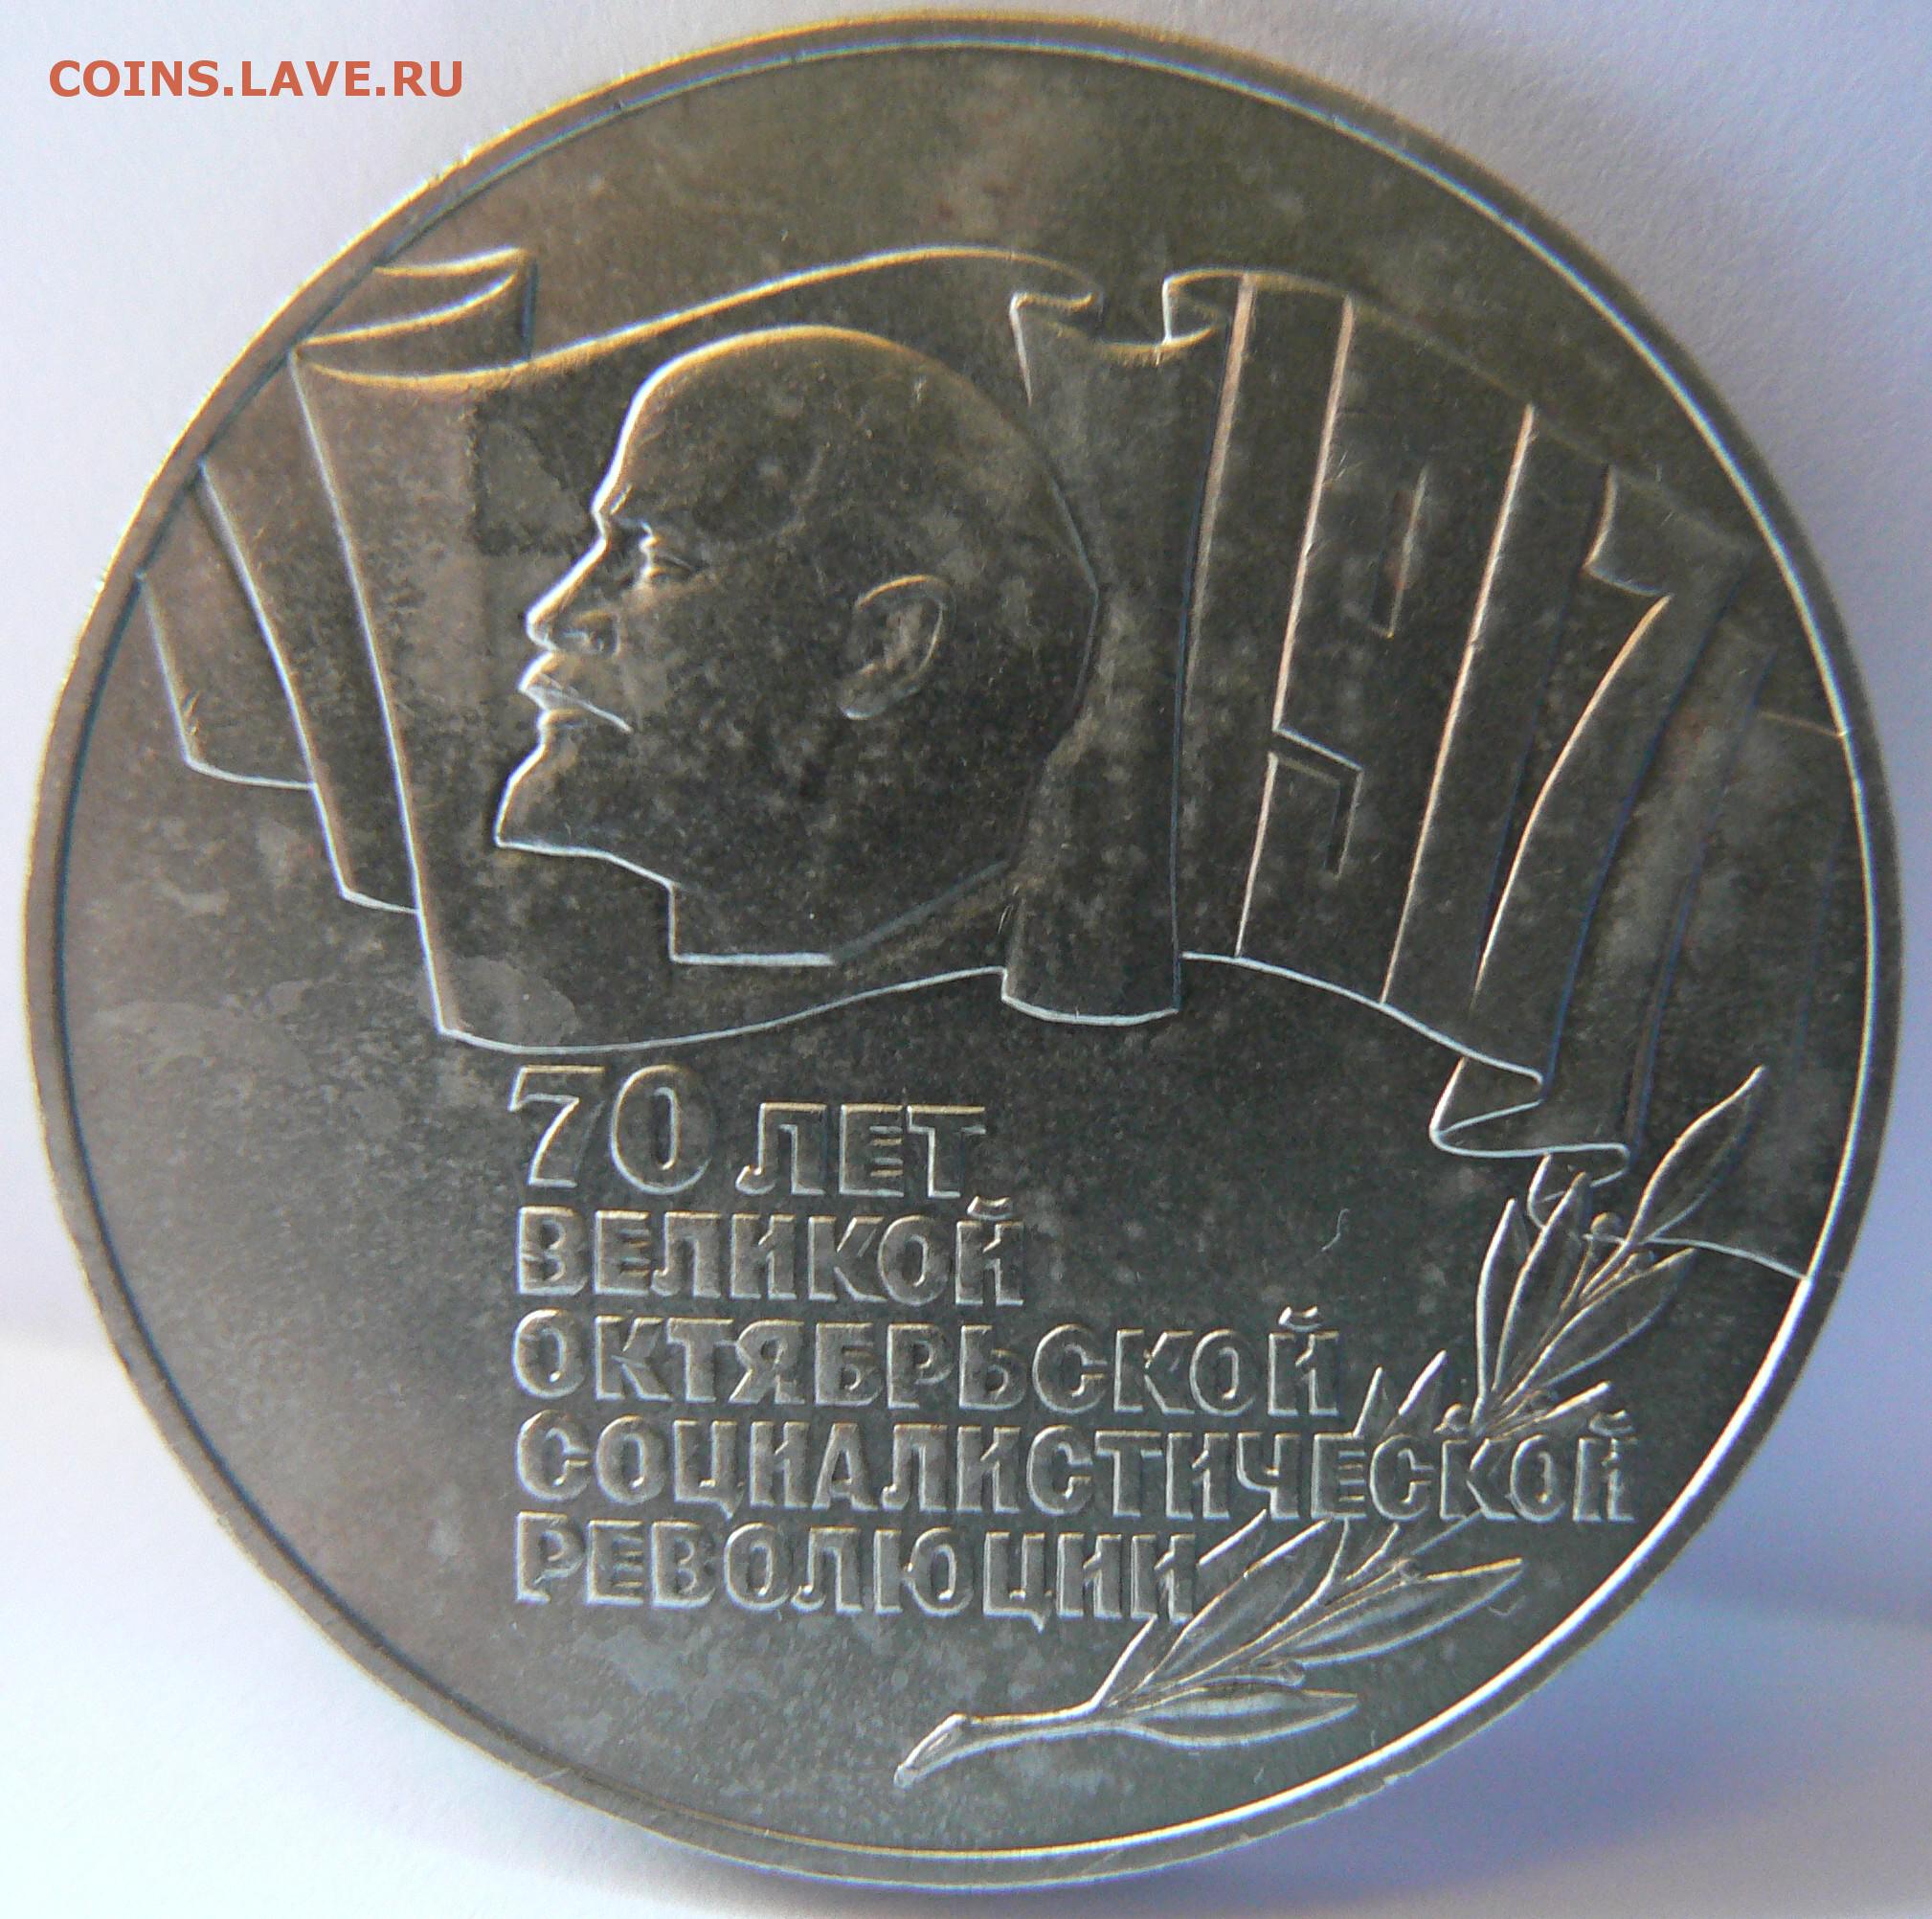 COINS.LAVE.RU
1917
70 ЛЕТ
ВЕЛИКОЙ
ОКТЯБРЬСКОЙ
СОЦИАЛИСТИЧЕСКОЙ
РЕВОЛЮЦИИ